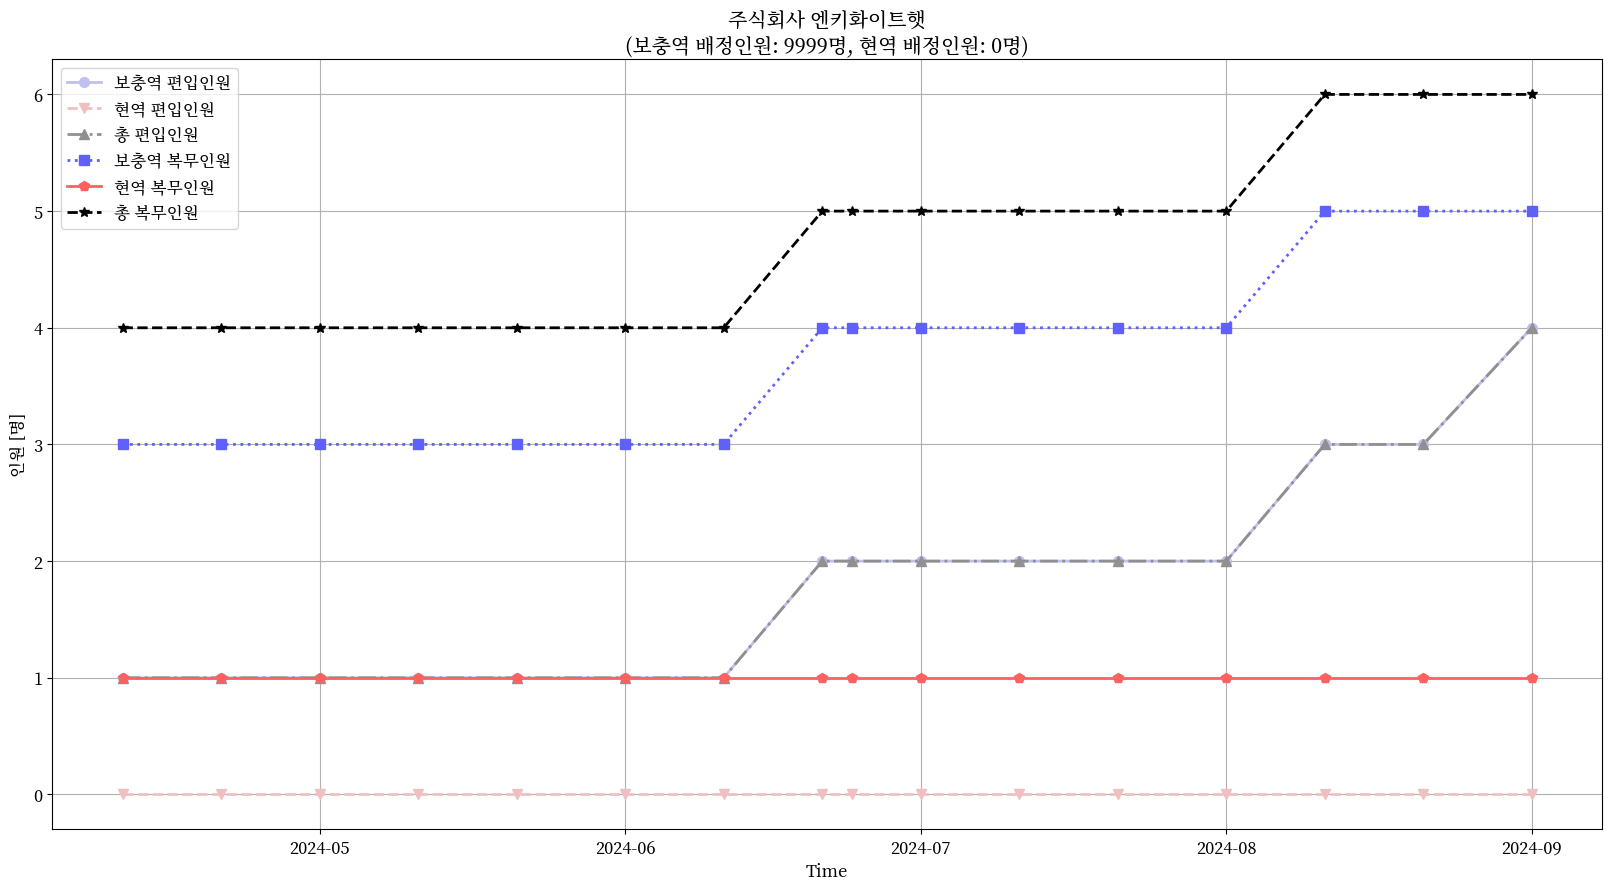 주식회사 엔키화이트햇
(보충역 배정인원: 9999명, 현역 배정인원: 0명)
보충역 편입인원
현역 편입인원
총 편입인원
보충역 복무인원
현역 복무인원
총 복무인원
6
5
4
3
2
1
0
인원 [명]
2024-05
2024-06
2024-07
2024-08
2024-09
Time